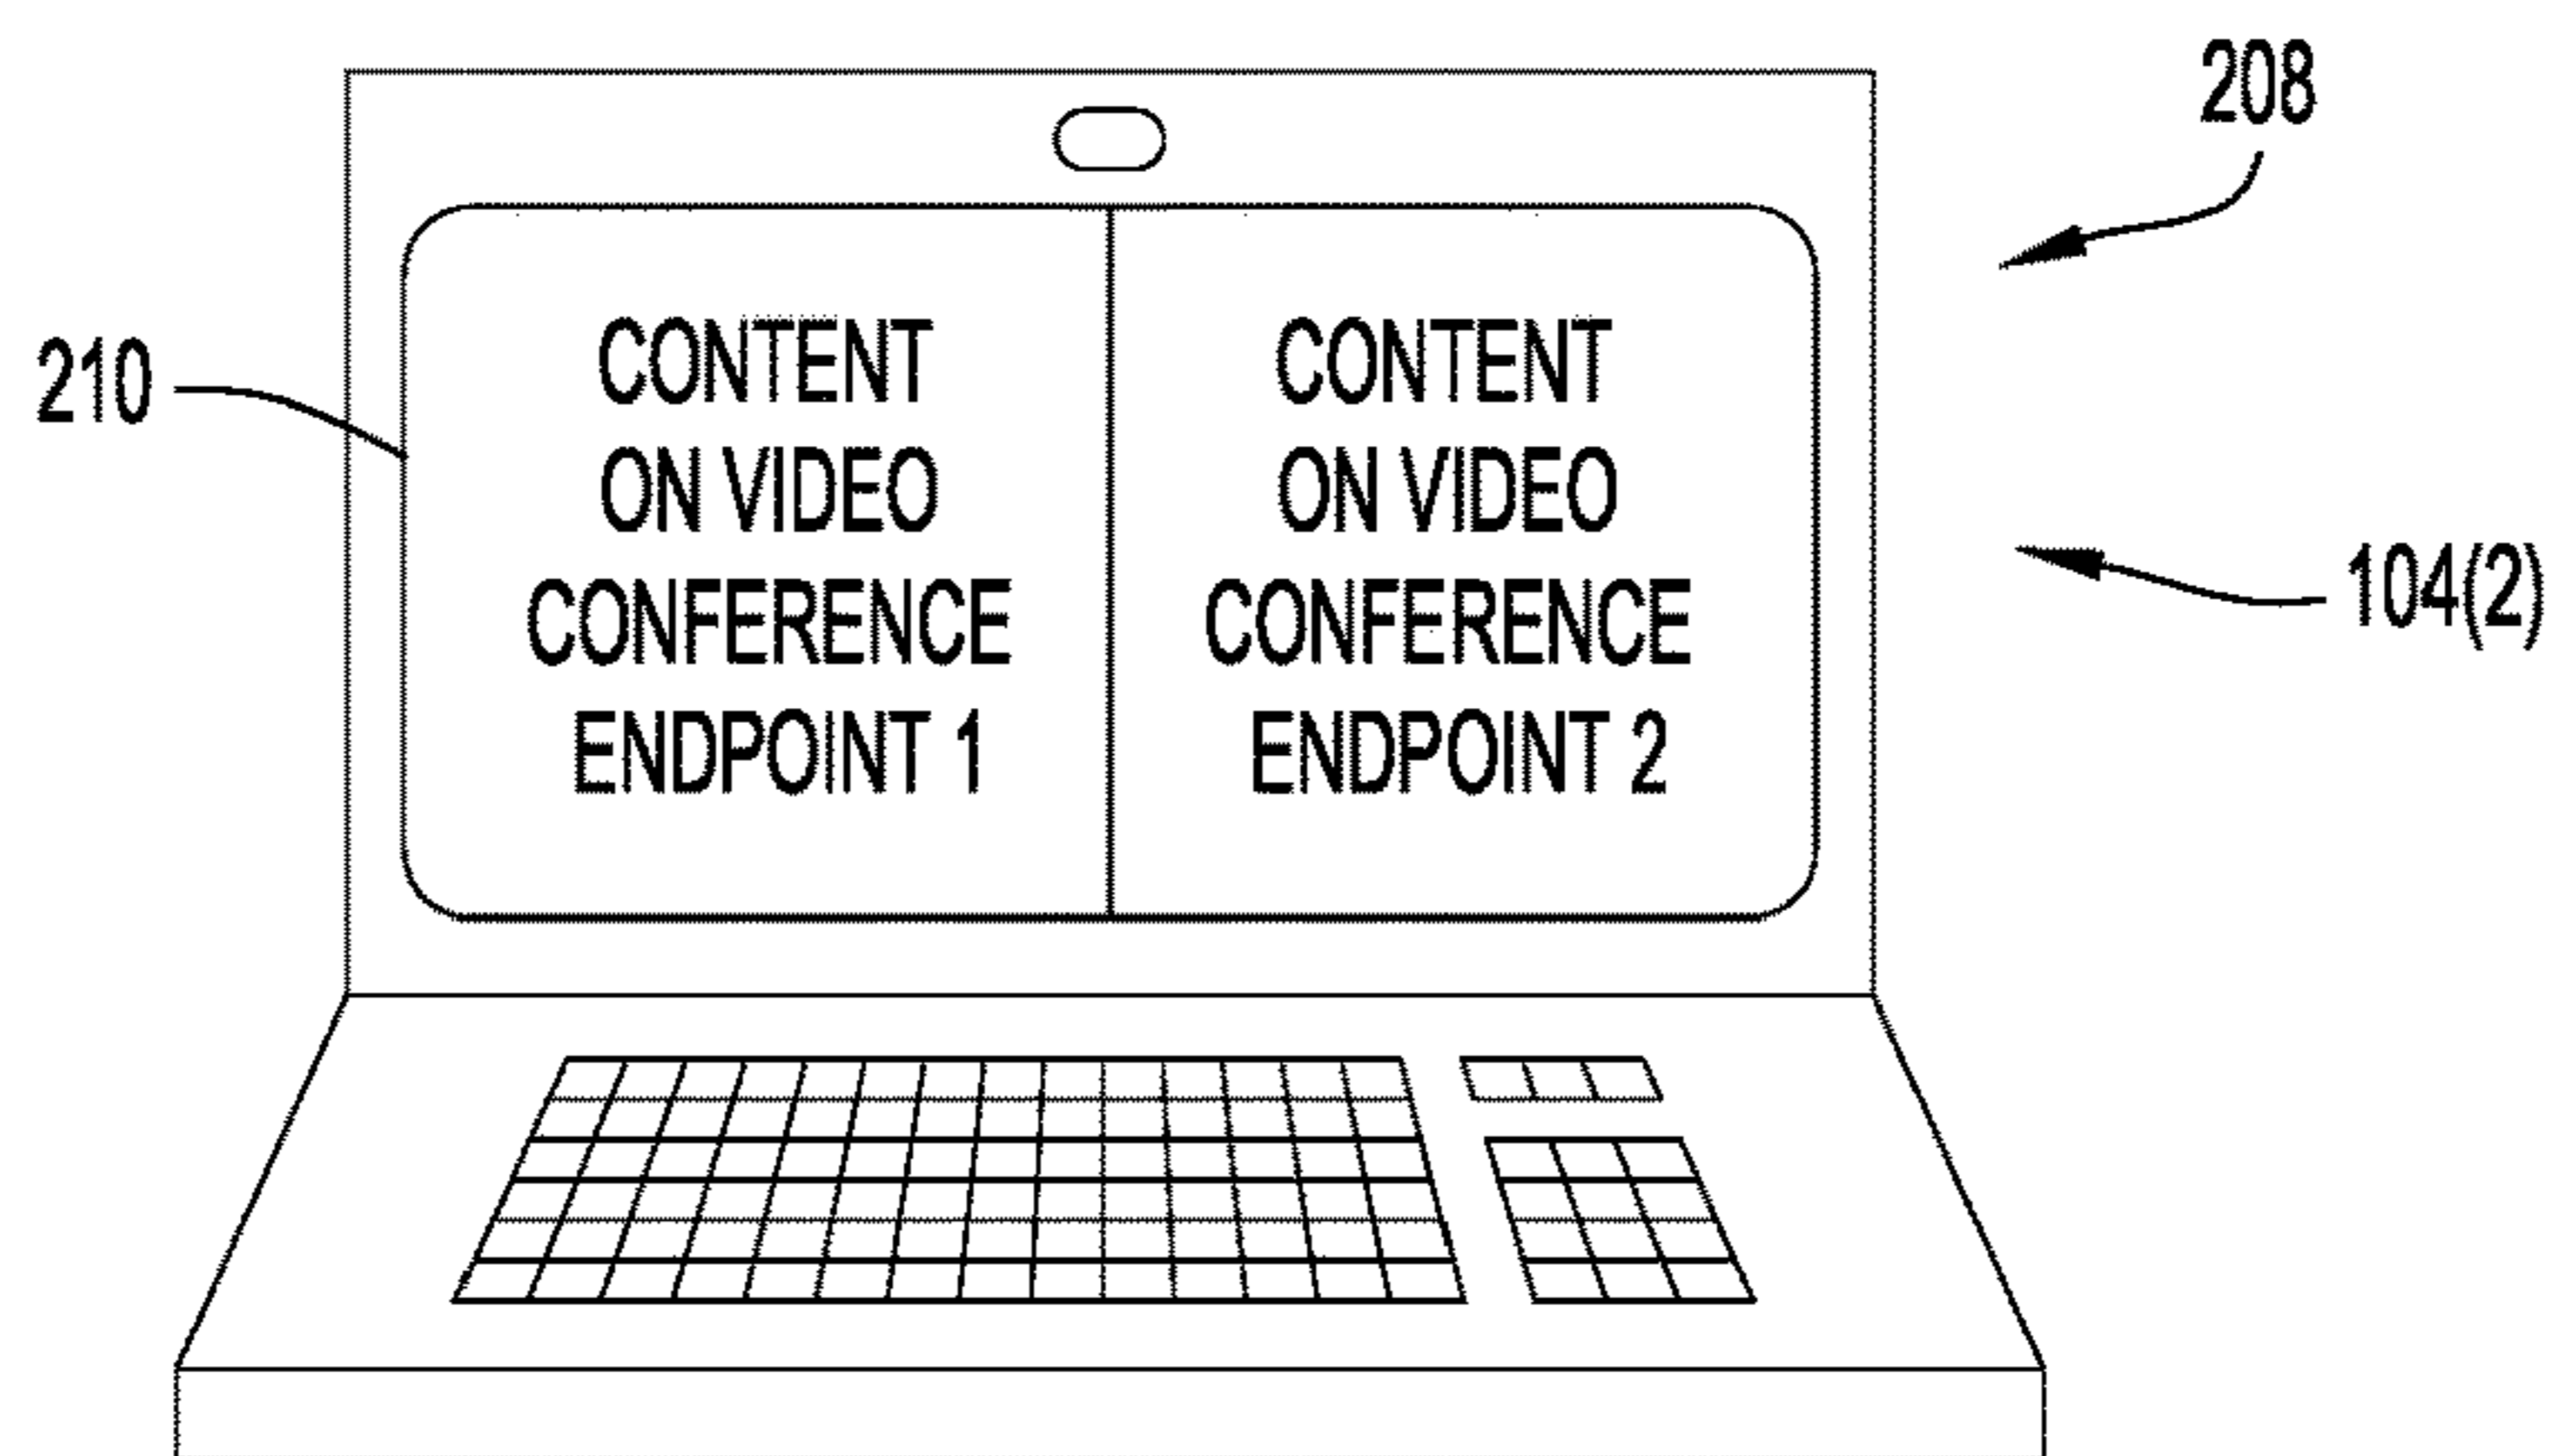 208
210
CONTENT
ON VIDEO
CONFERENCE
ENDPOINT 1
CONTENT
ON VIDEO
CONFERENCE
ENDPOINT 2
104(2)